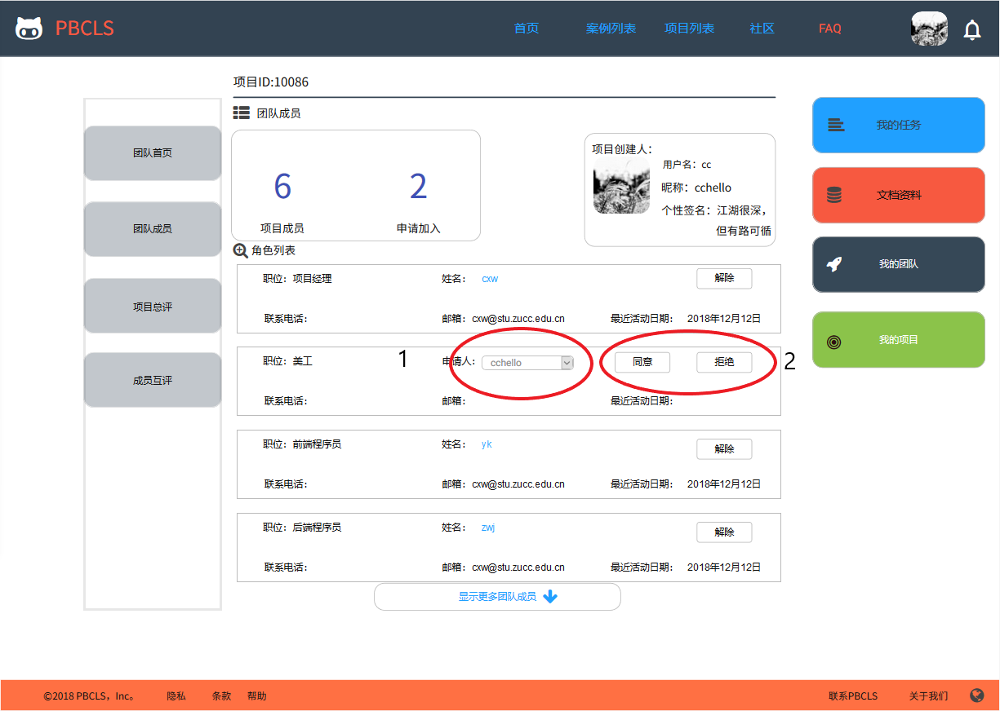 PBCLS 首页 案例列表 项目列表 社区 FAQ
项目ID:10086
团队成员
团队首页
团队成员
项目总评
成员互评
6 2
项目成员 申请加入
项目创建人：
用户名：cc
昵称：cchello
个性签名：江湖很深，
但有路可循
角色列表
职位：项目经理 姓名： cxw 解除
联系电话： 邮箱：cxw@stu.zucc.edu.cn 最近活动日期： 2018年12月12日
职位：美工 1 申请人： cchello 同意 拒绝 2
联系电话： 邮箱： 最近活动日期：
职位：前端程序员 姓名： yk 解除
联系电话： 邮箱：cxw@stu.zucc.edu.cn 最近活动日期： 2018年12月12日
职位：后端程序员 姓名： zwj 解除
联系电话： 邮箱：cxw@stu.zucc.edu.cn 最近活动日期： 2018年12月12日
显示更多团队成员
我的任务
文档资料
我的团队
我的项目
©2018 PBCLS，Inc。 隐私 条款 帮助 联系PBCLS 关于我们